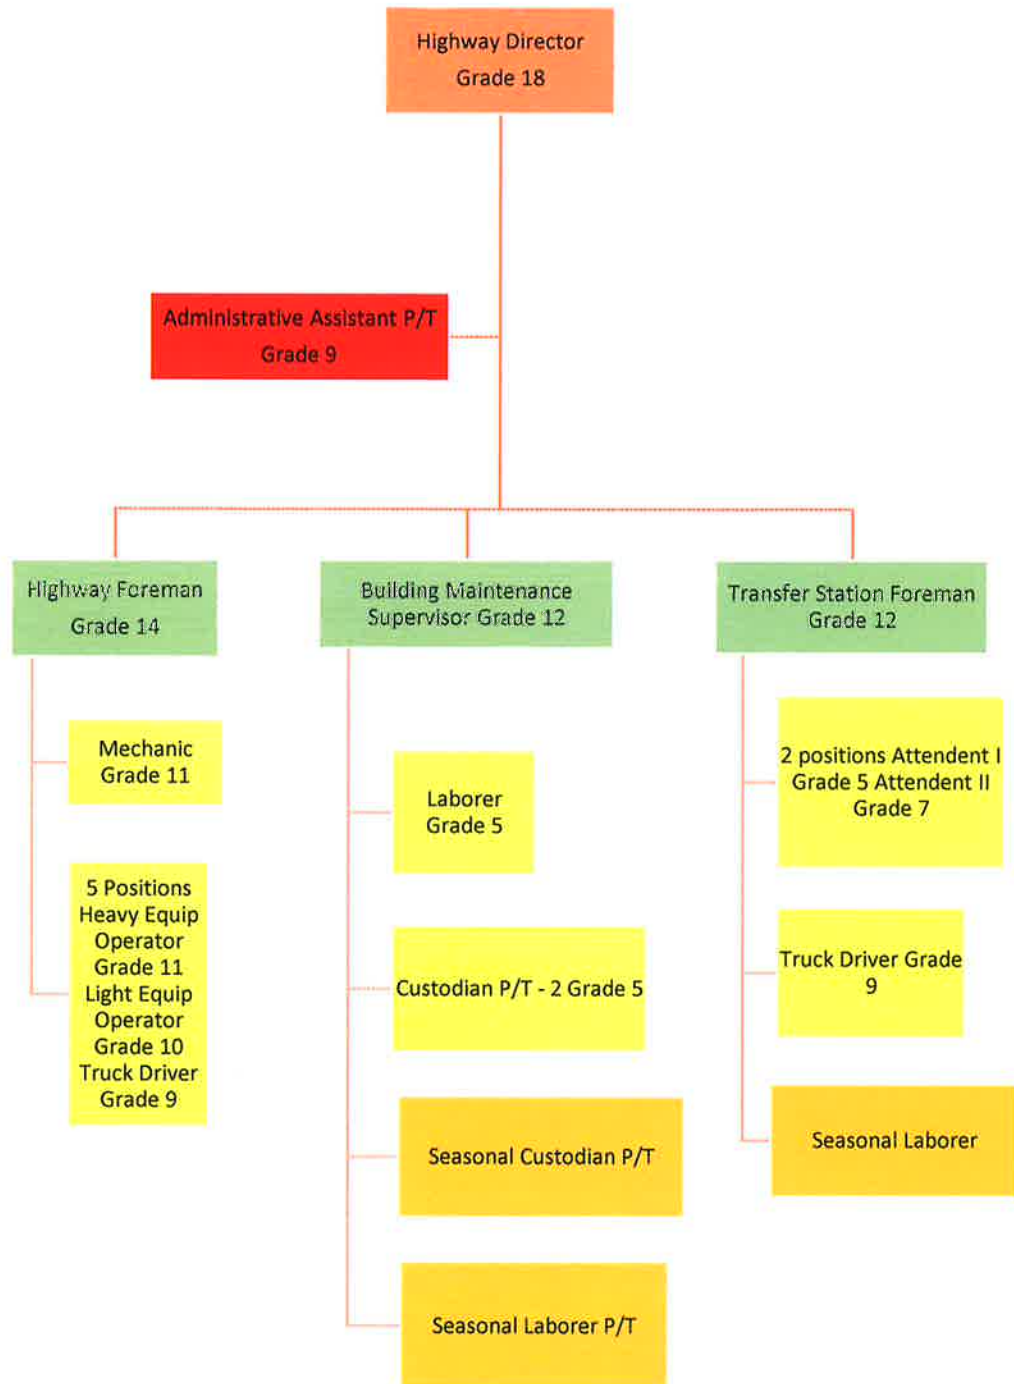 Highway Director
Grade 18
Administrative Assistant P/T
Grade 9
Highway Foreman
Grade 14
Building Maintenance
Supervisor Grade 12
Transfer Station Foreman
Grade 12
Mechanic
Grade 11
5 Positions
Heavy Equip
Operator
Grade 11
Light Equip
Operator
Grade 10
Truck Driver
Grade 9
Laborer
Grade 5
Custodian P/T - 2 Grade 5
Seasonal Custodian P/T
Seasonal Laborer P/T
2 positions Attendent I
Grade 5 Attendent II
Grade 7
Truck Driver Grade
9
Seasonal Laborer